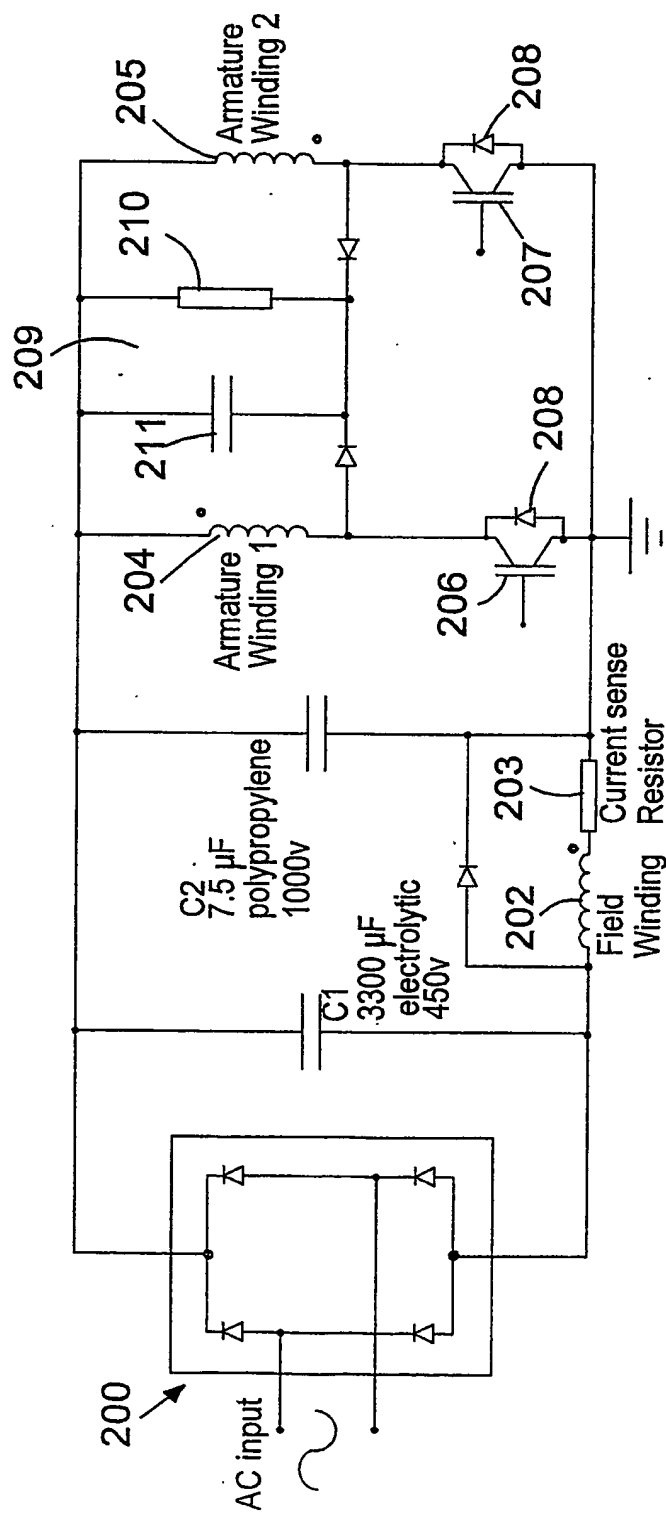 200
AC input
C1
3300 µF
electrolytic
450v
C2
7.5 µF
polypropylene
1000v
202
Field
Winding
203
Current sense
Resistor
204
Armature
Winding 1
206
208
211
209
210
205
Armature
Winding 2
207
208